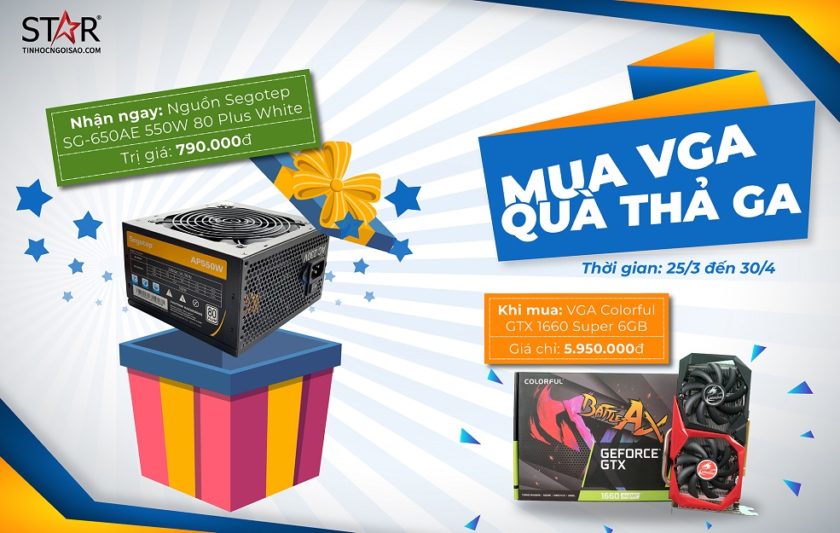 STAR®
TINHOCNGOISAO.COM
Nhận ngay: Nguồn Segotep
SG-650AE 550W 80 Plus White
Trị giá: 790.000đ
MUA VGA
QUÀ THẢ GA
Thời gian: 25/3 đến 30/4
Segotep
AP550W
80
Khi mua: VGA Colorful
GTX 1660 Super 6GB
Giá chỉ: 5.950.000đ
COLORFUL
BATTLE-AX
GEFORCE
GTX
1660 SUPER